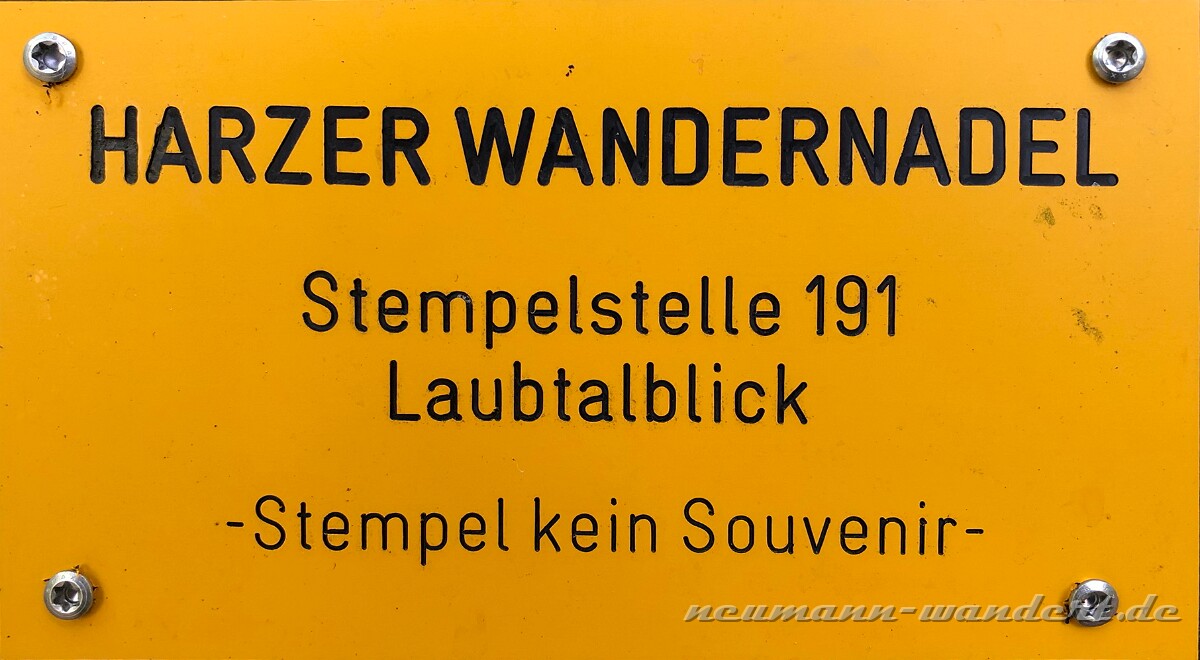 HARZER WANDERNADEL
Stempelstelle 191
Laubtalblick
-Stempel kein Souvenir-
neumann-wandert.de